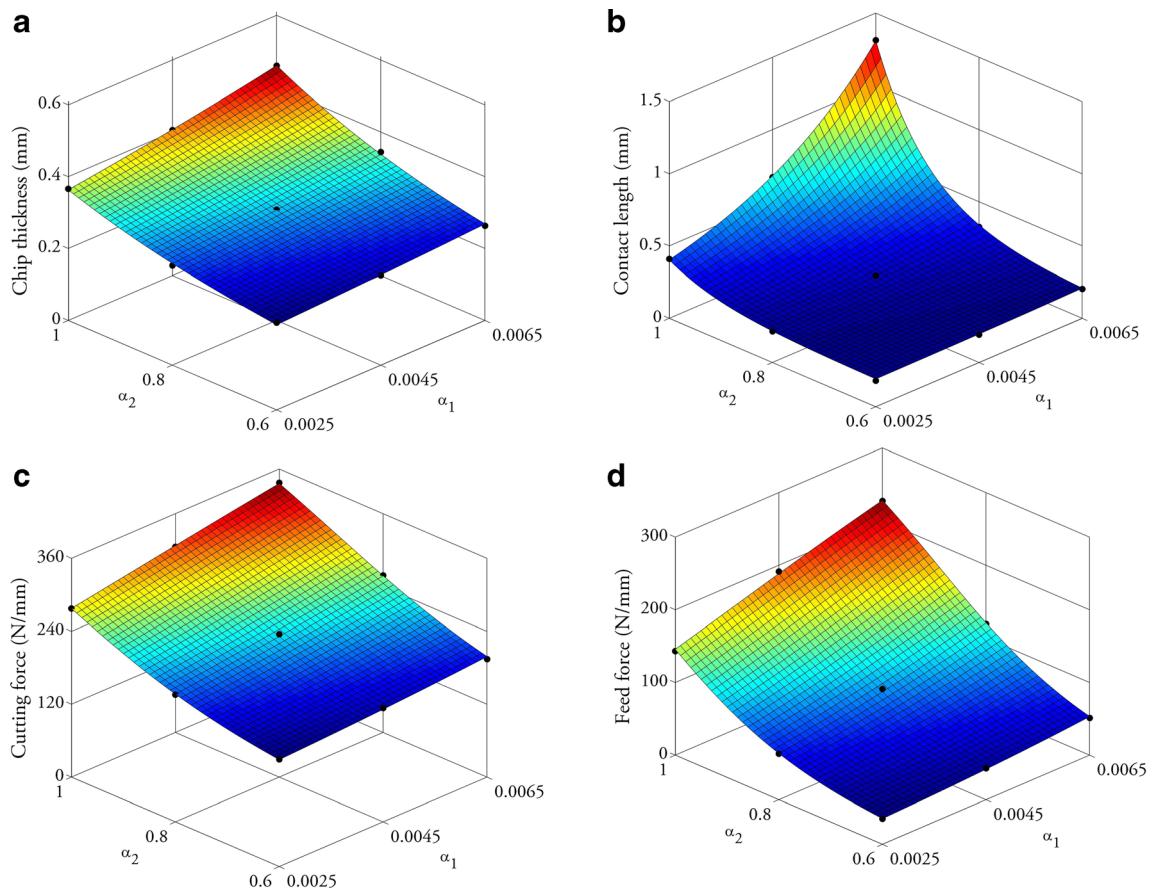 a
Chip thickness (mm)
0.6
0.4
0.2
0
1
0.8
0.6
α2
0.0025
0.0045
0.0065
α1
b
Contact length (mm)
1.5
1
0.5
0
1
0.8
0.6
α2
0.0025
0.0045
0.0065
α1
c
Cutting force (N/mm)
360
240
120
0
1
0.8
0.6
α2
0.0025
0.0045
0.0065
α1
d
Feed force (N/mm)
300
200
100
0
1
0.8
0.6
α2
0.0025
0.0045
0.0065
α1